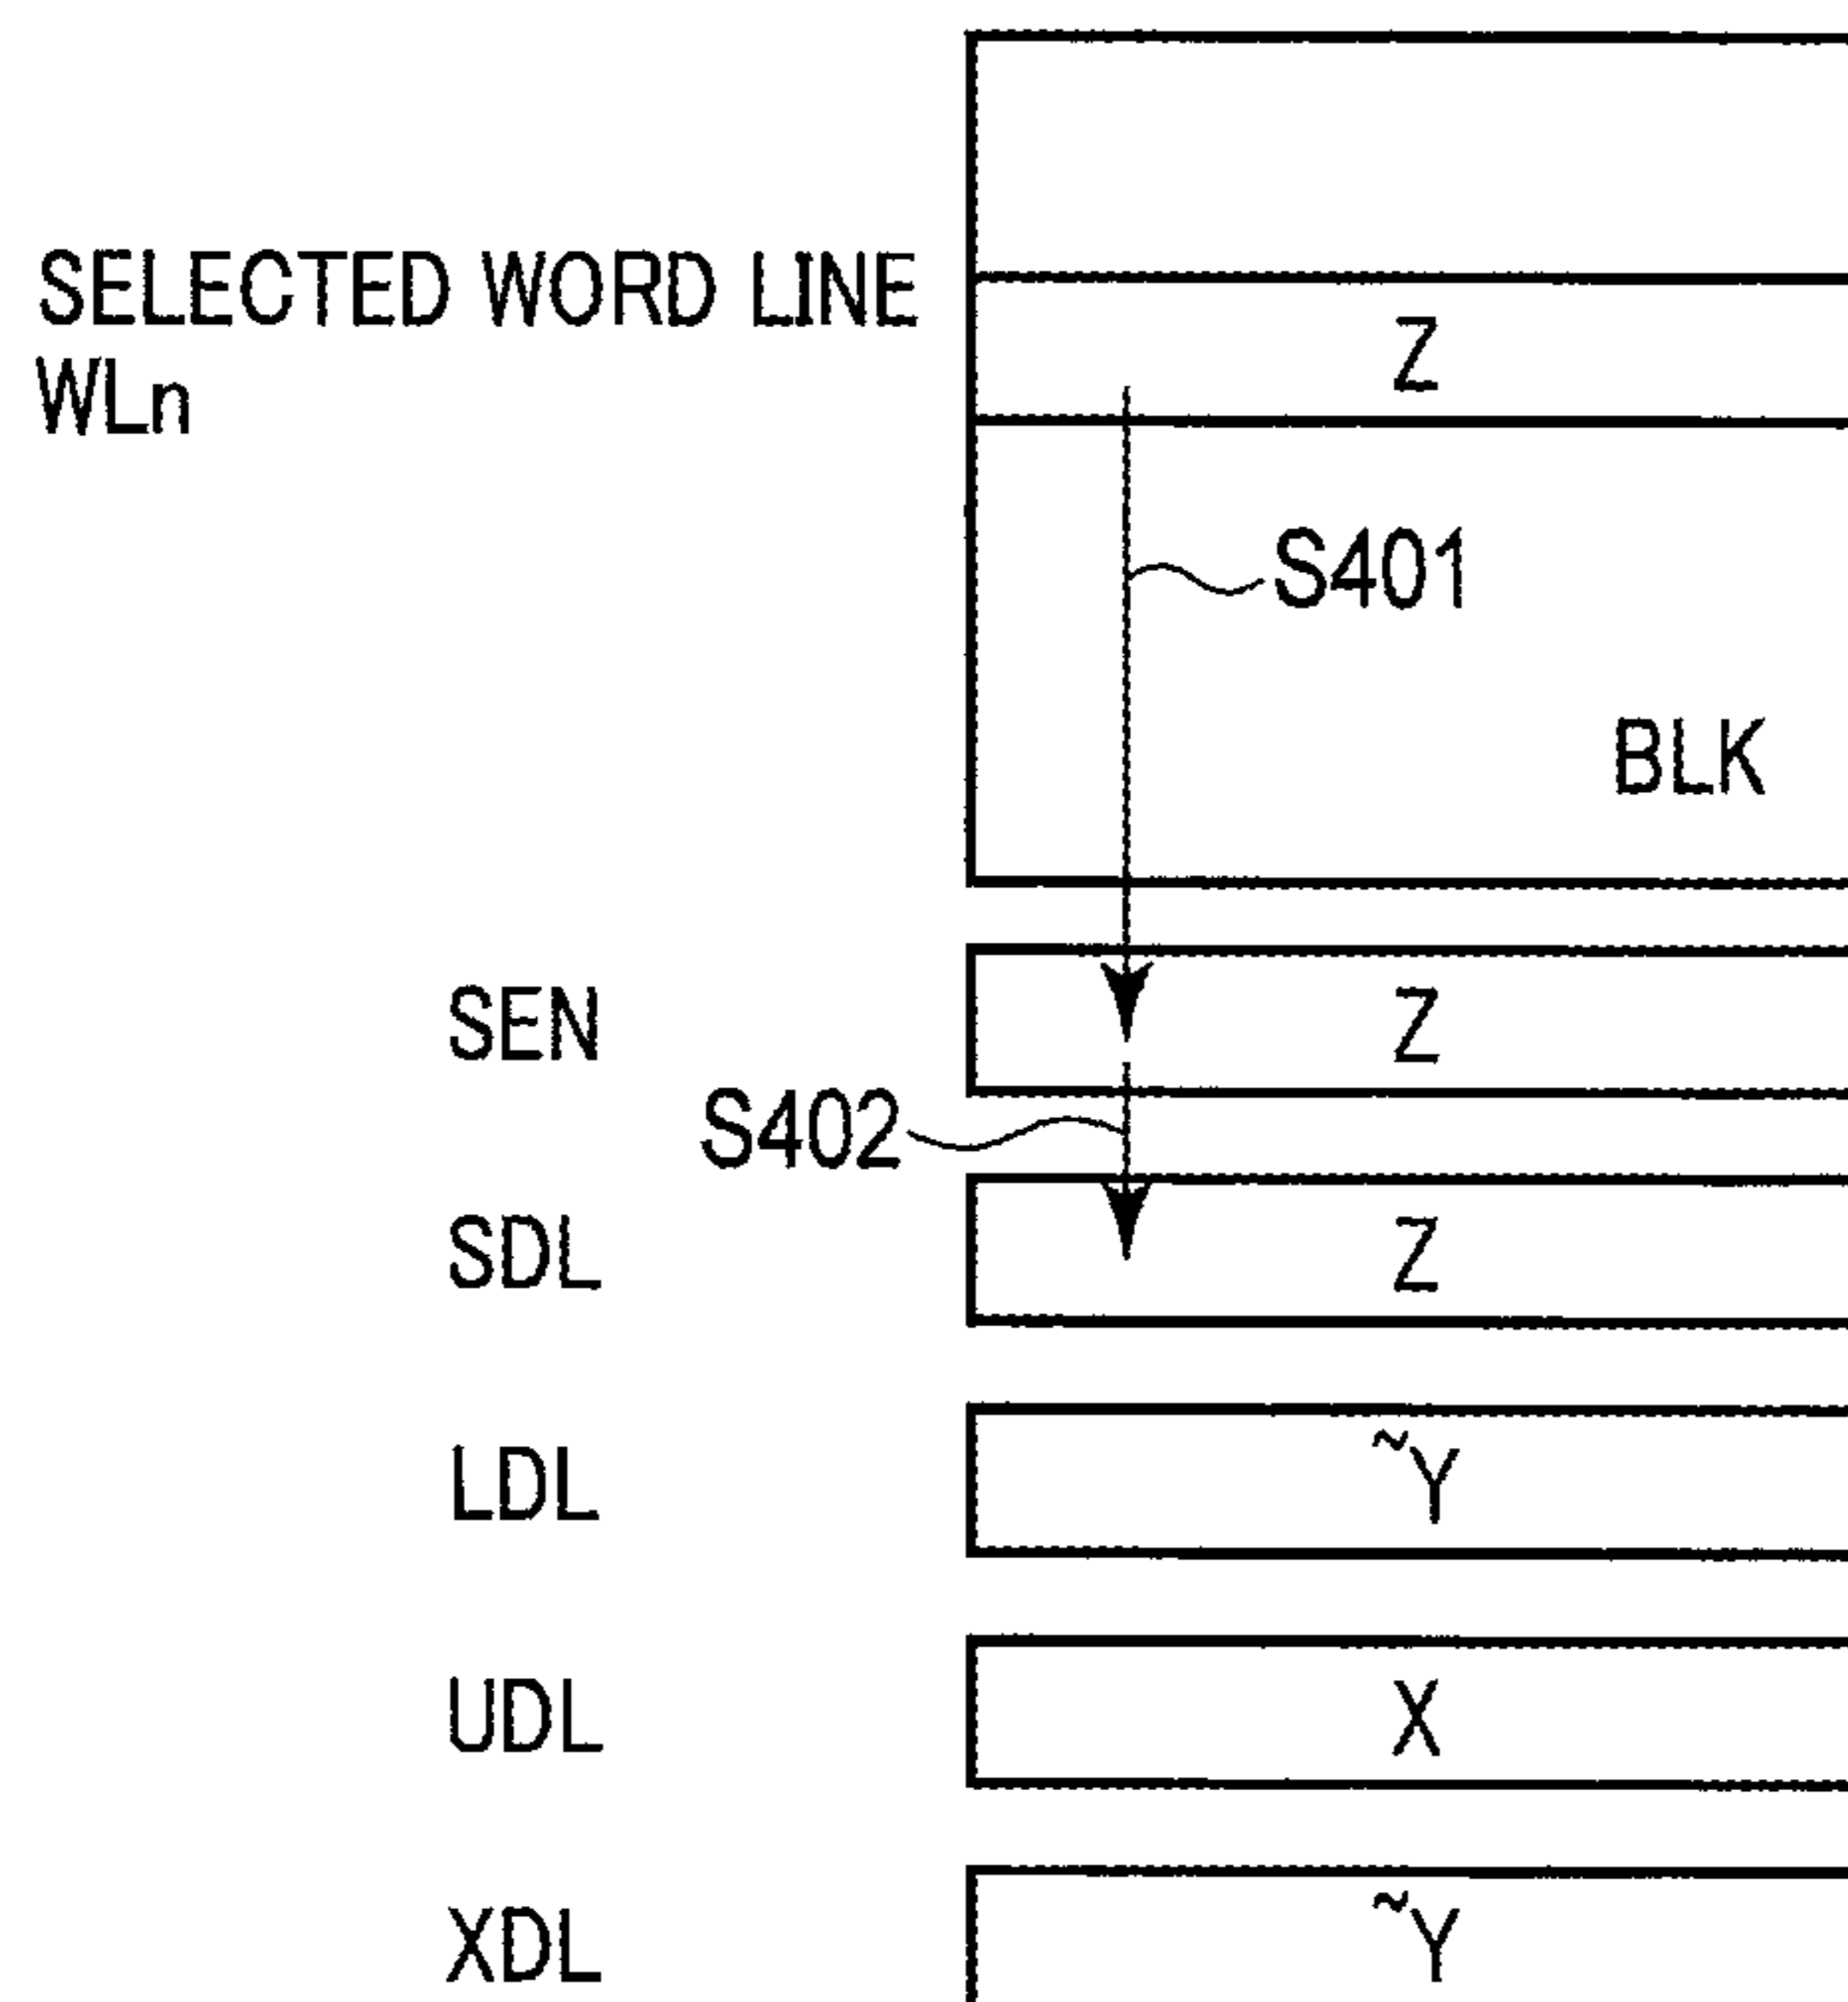 SELECTED WORD LINE
WLn
Z
S401
BLK
SEN
Z
S402
SDL
Z
LDL
~Y
UDL
X
XDL
~Y